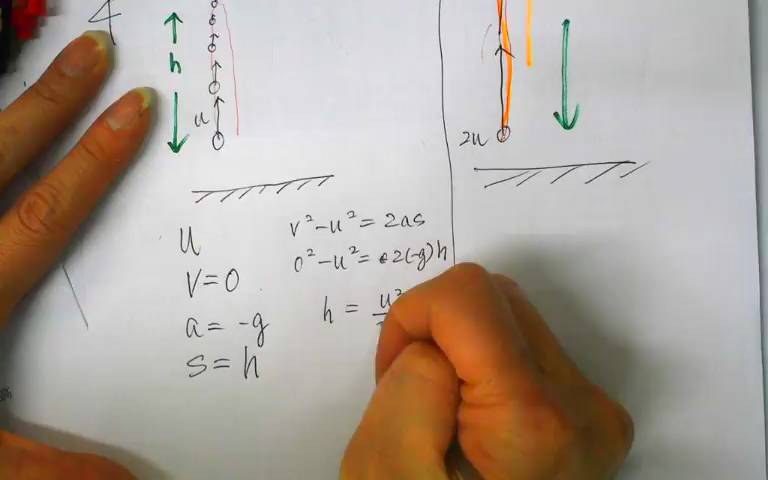 4
h
u
2u
u
v = 0
a = -g
s = h
v² - u² = 2as
0² - u² = 2(-g)h
h = u²